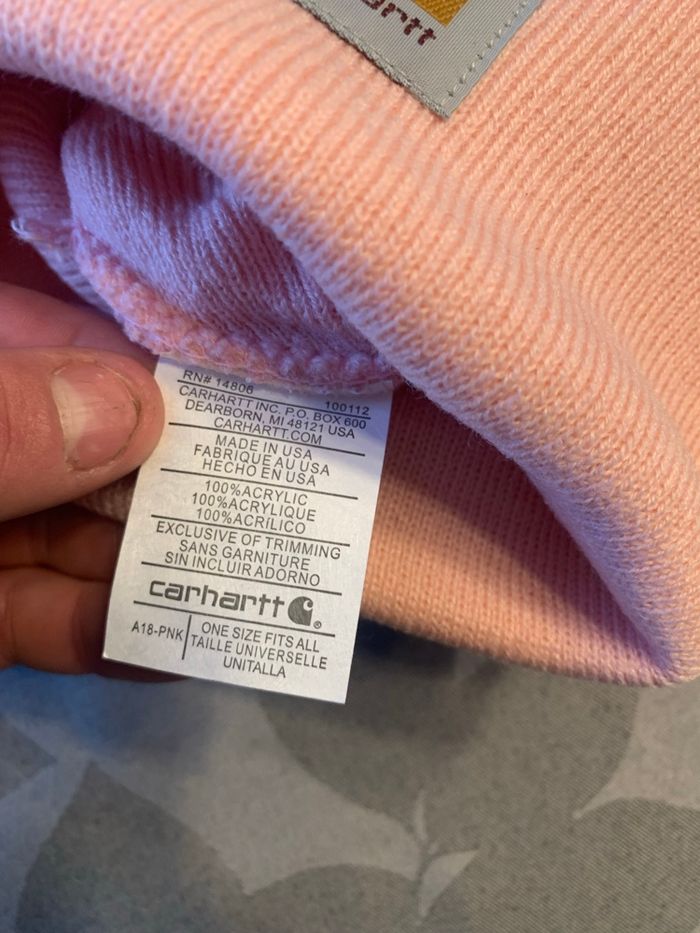 RN# 14806 100112
CARHARTT INC. P.O. BOX 600
DEARBORN, MI 48121 USA
CARHARTT.COM
MADE IN USA
FABRIQUE AU USA
HECHO EN USA
100%ACRYLIC
100%ACRYLIQUE
100%ACRÍLICO
EXCLUSIVE OF TRIMMING
SANS GARNITURE
SIN INCLUIR ADORNO
carhartt
A18-PNK
ONE SIZE FITS ALL
TAILLE UNIVERSELLE
UNITALLA